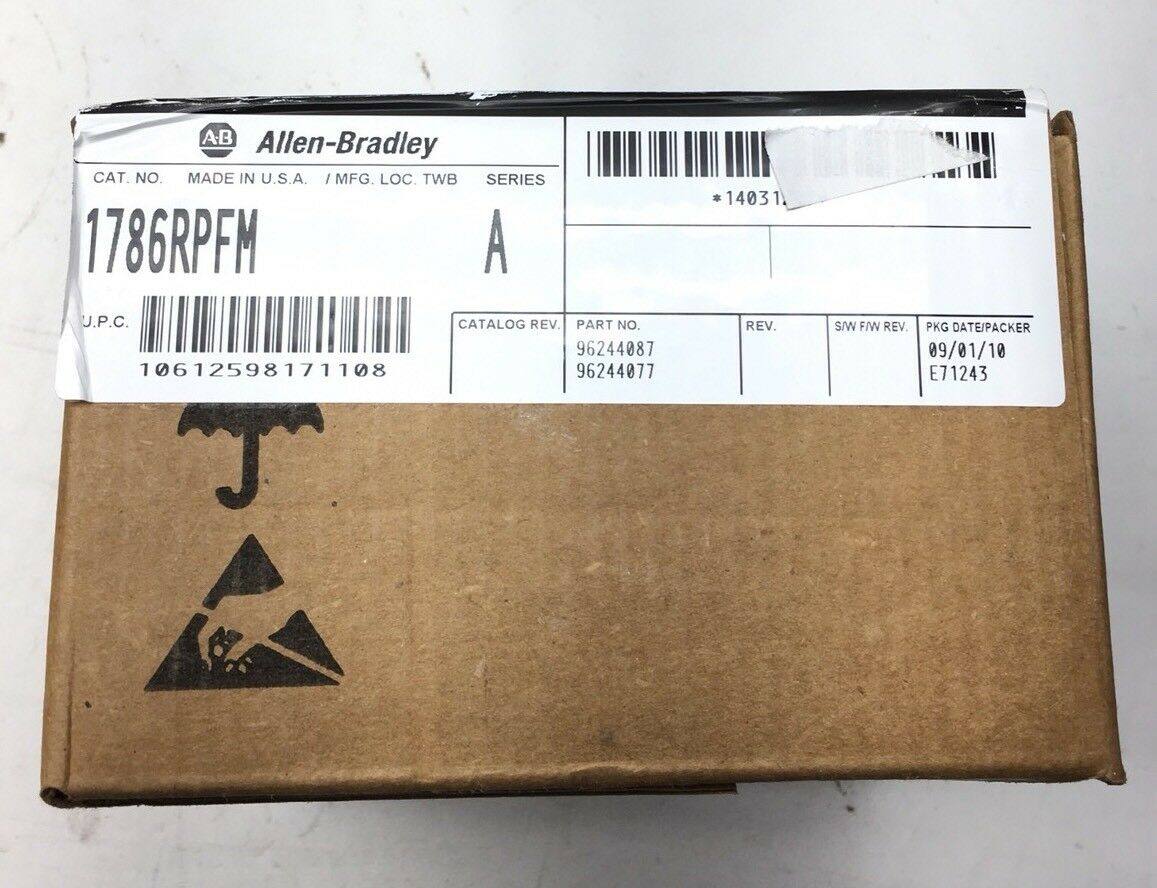 A-B Allen-Bradley
CAT. NO. MADE IN U.S.A. / MFG. LOC. TWB SERIES
1786RPFM A
U.P.C.
10612598171108
CATALOG REV.
PART NO.
96244087
96244077
REV.
S/W F/W REV.
PKG DATE/PACKER
09/01/10
E71243